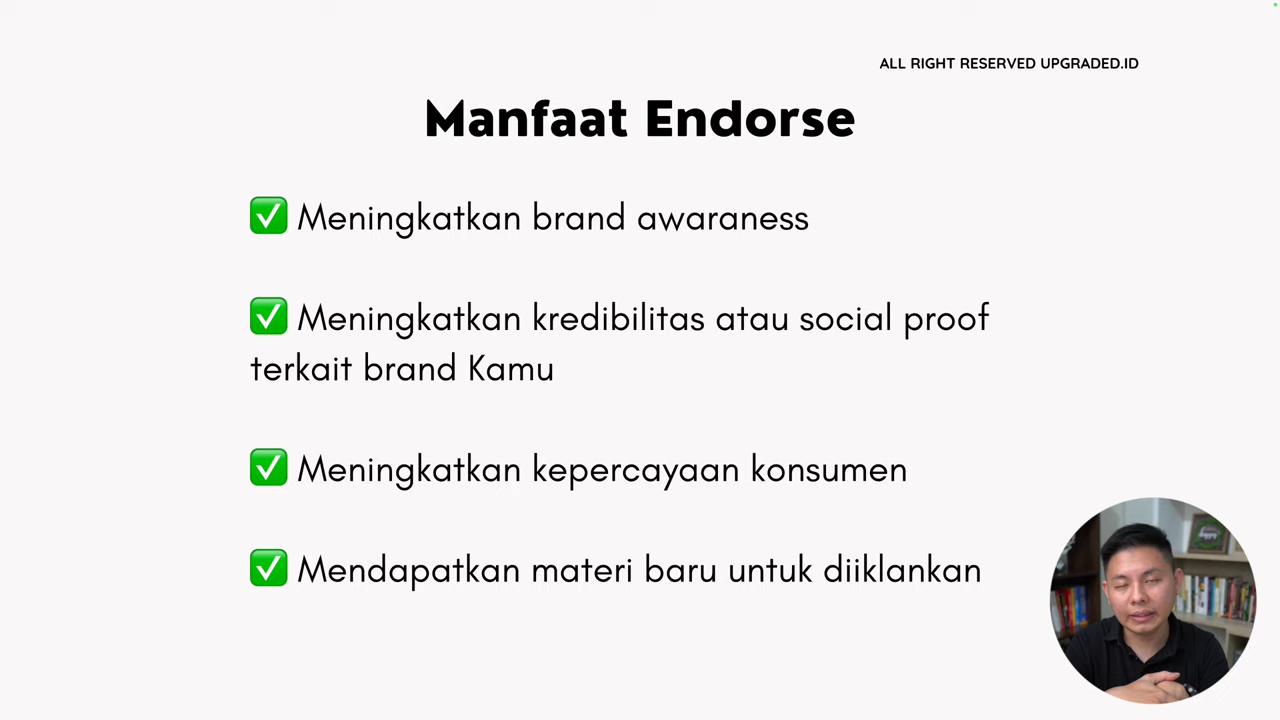 ALL RIGHT RESERVED UPGRADED.ID
Manfaat Endorse
✅ Meningkatkan brand awaraness
✅ Meningkatkan kredibilitas atau social proof
terkait brand Kamu
✅ Meningkatkan kepercayaan konsumen
✅ Mendapatkan materi baru untuk diiklankan